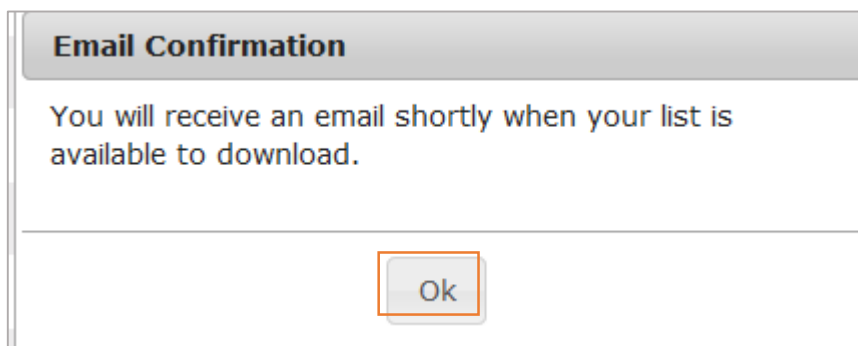 Email Confirmation
You will receive an email shortly when your list is
available to download.
Ok